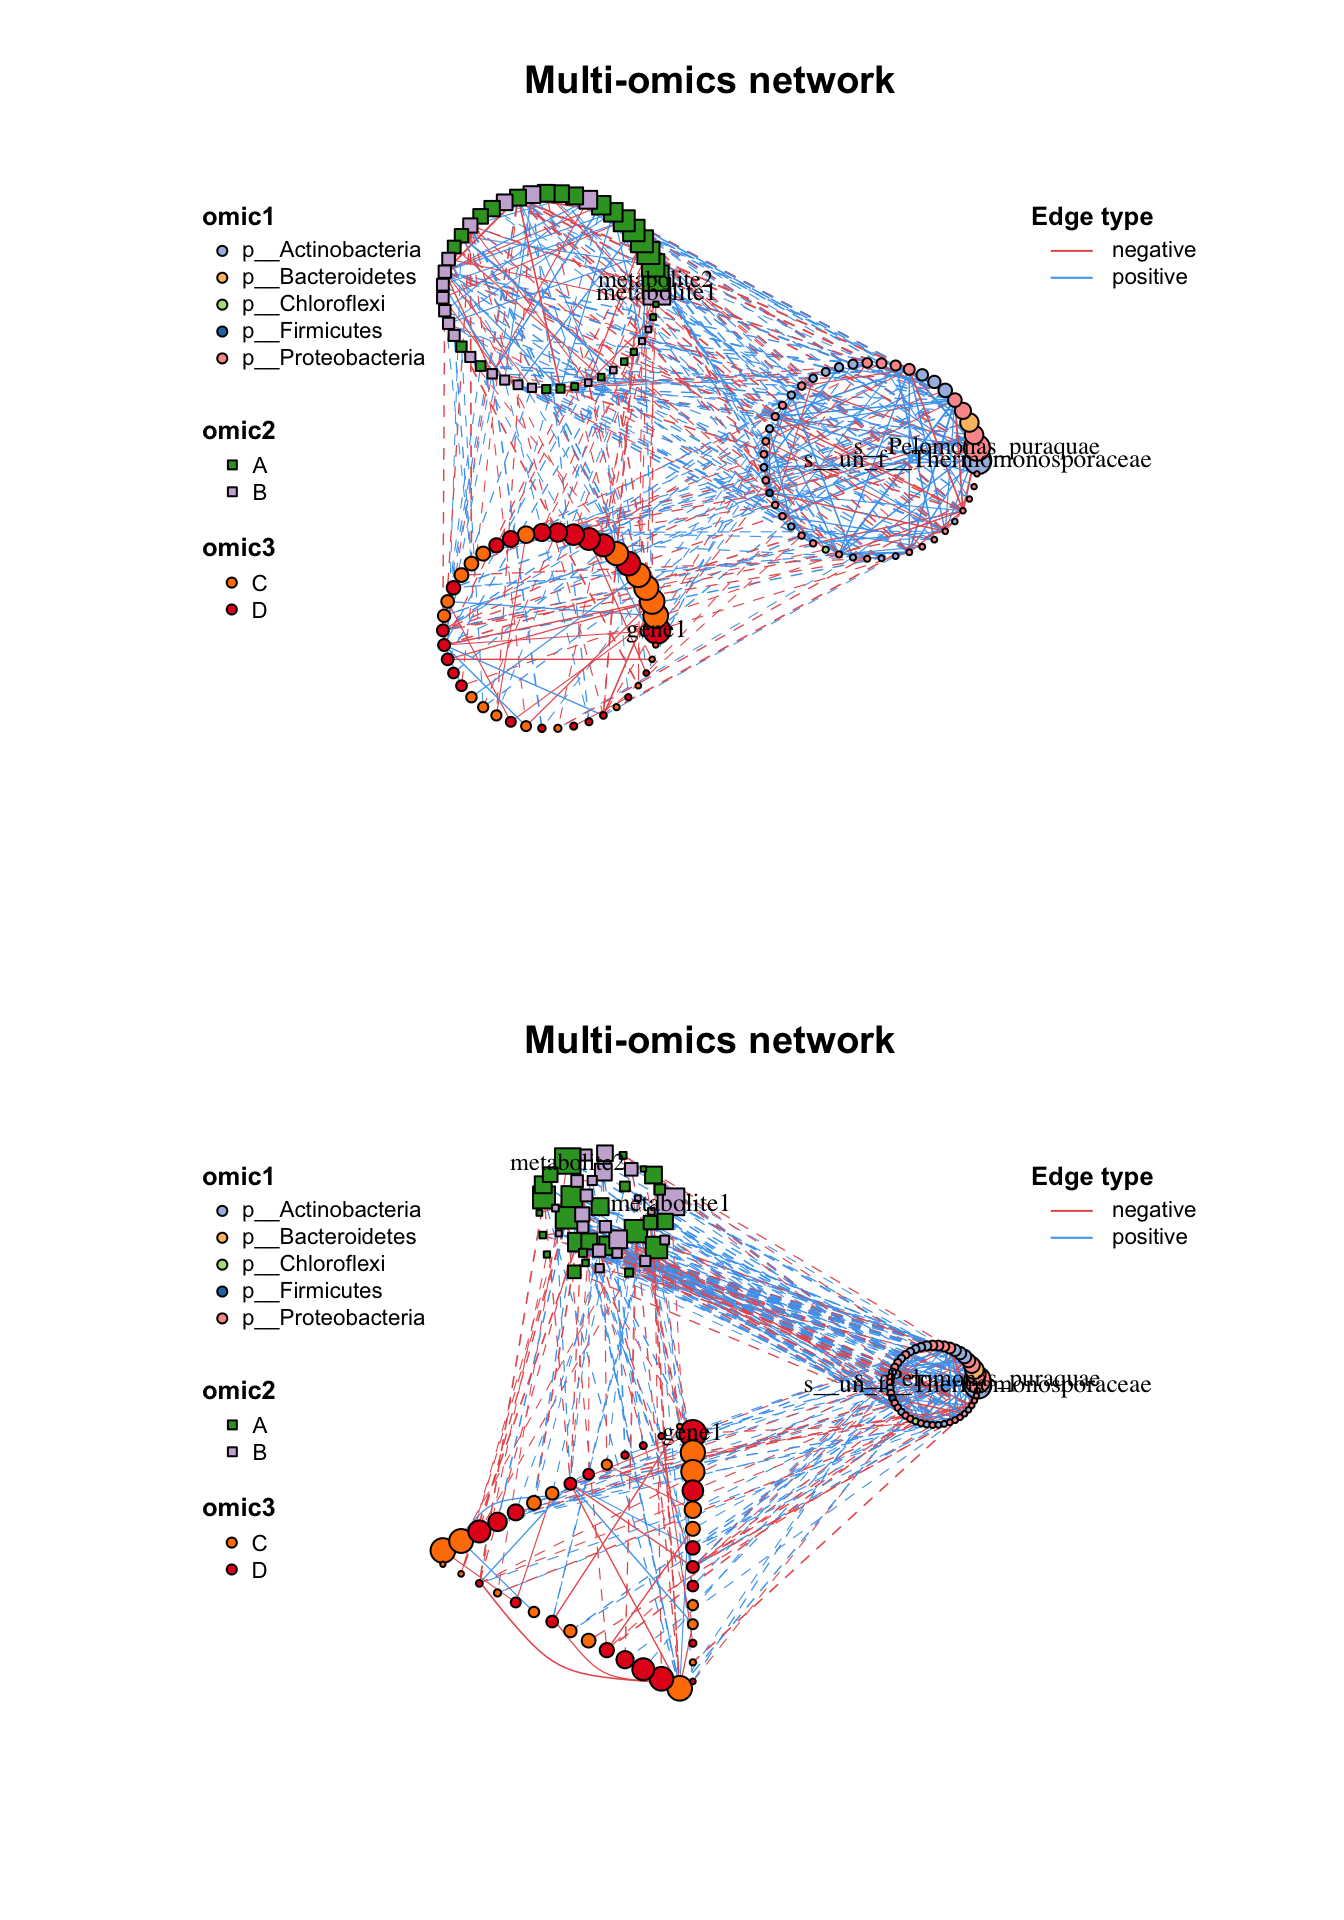 Multi-omics network
omic1
p__Actinobacteria
p__Bacteroidetes
p__Chloroflexi
p__Firmicutes
p__Proteobacteria
omic2
A
B
omic3
C
D
metabolite2
metabolite1
s__Pelomonas_puraquae
s__un_f__Thermomonosporaceae
gene1
Edge type
negative
positive
Multi-omics network
omic1
p__Actinobacteria
p__Bacteroidetes
p__Chloroflexi
p__Firmicutes
p__Proteobacteria
omic2
A
B
omic3
C
D
metabolite2
metabolite1
s__Pelomonas_puraquae
s__un_f__Thermomonosporaceae
gene1
Edge type
negative
positive